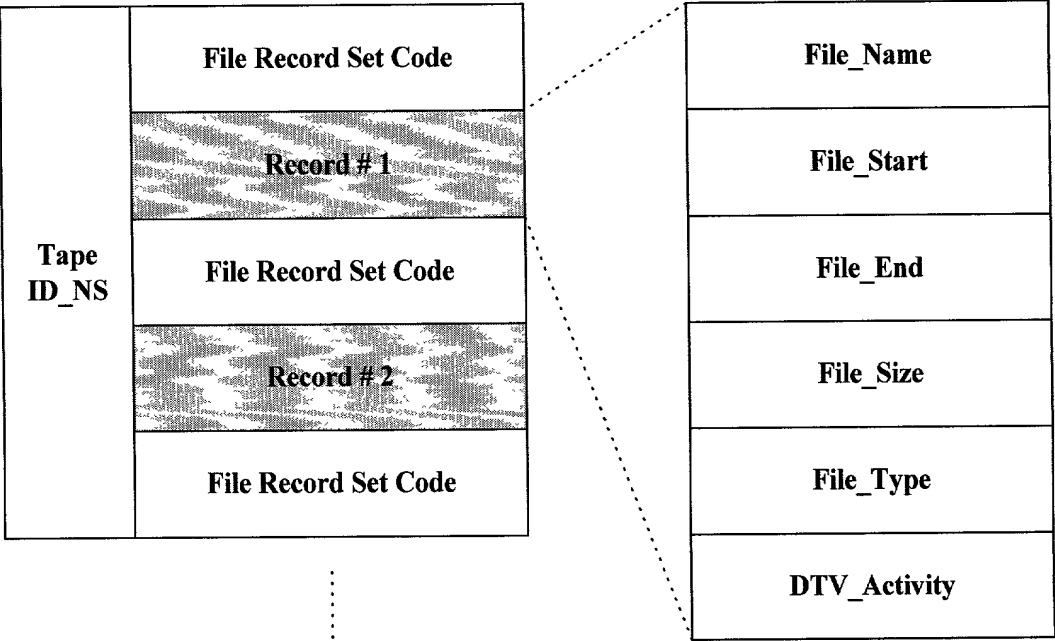 Tape
ID_NS
File Record Set Code
Record # 1
File Record Set Code
Record # 2
File Record Set Code
File_Name
File_Start
File_End
File_Size
File_Type
DTV_Activity